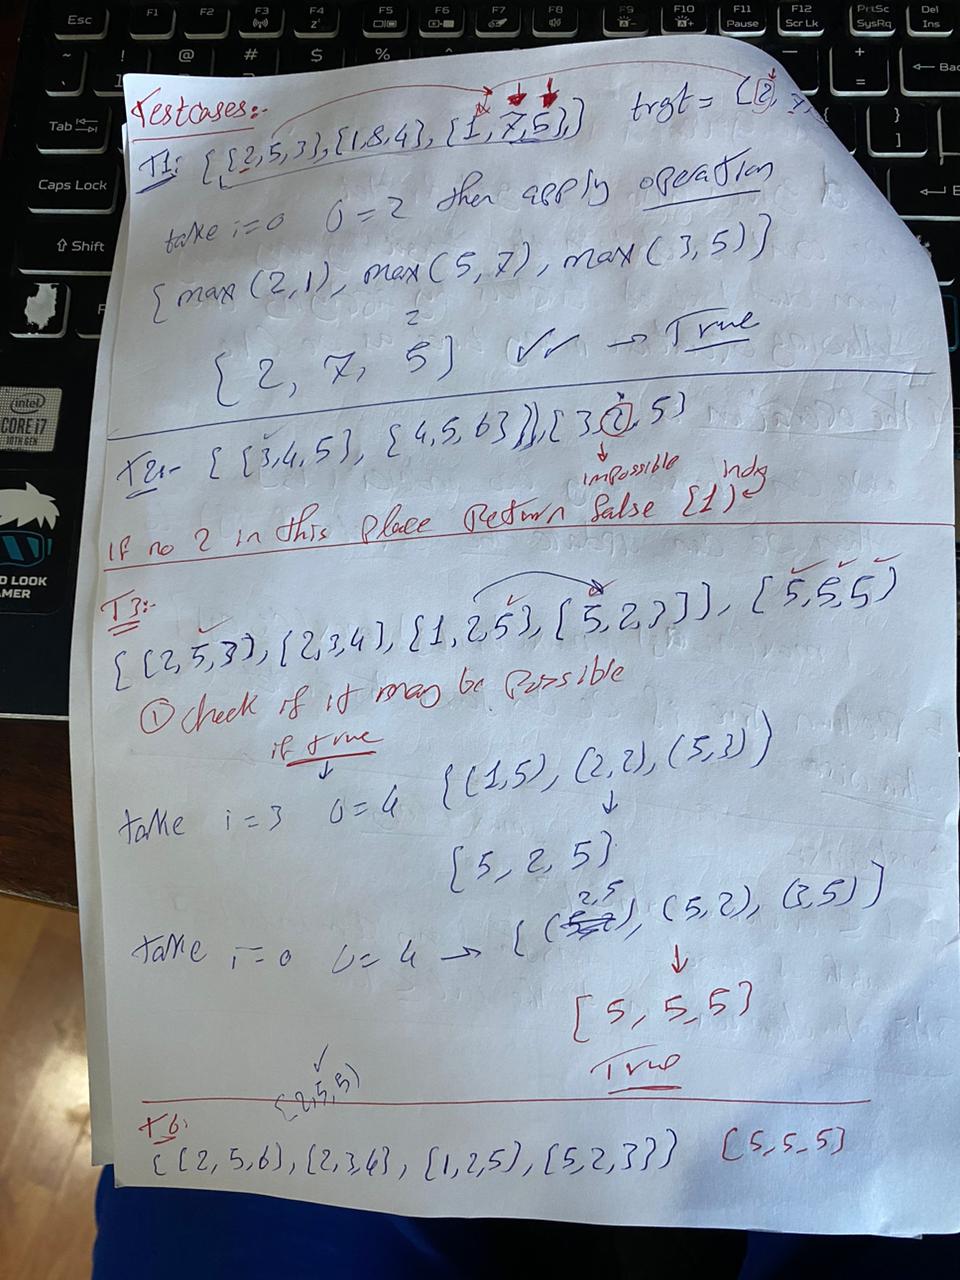 Esc F1 F2 F3 F4 F5 F6 F7 F8 F9 F10 F11 F12 PrtSc Del
Pause Scr Lk SysRq Ins
! @ # $ % — +
- =
Tab
Caps Lock
Shift
intel
CORE i7
10TH GEN
D LOOK
AMER
Testcases:-
T1: {[2,5,3],[1,8,4],[1,7,5],} trgt = [2, 7,
take i=0 J=2 then apply operation
{max(2,1), max(5,7), max(3,5)}
2
{2, 7, 5} ✓✓ → True
T2:- {[3,4,5], [4,5,6]},[3,2,5]
impossible indx
If no 2 in this place Return false [1]
T3:-
{[2,5,3],[2,3,4],[1,2,5],[5,2,3]}, [5,5,5]
① check if it may be possible
if true
take i=3 J=4 {(1,5), (2,2), (5,3)}
[5, 2, 5]
2,5
take i=0 J=4 → {( ), (5,2), (3,5)}
[5, 5,5]
True
[2,5,5]
T6:
{[2,5,6],[2,3,4],[1,2,5],[5,2,3]} [5,5,5]